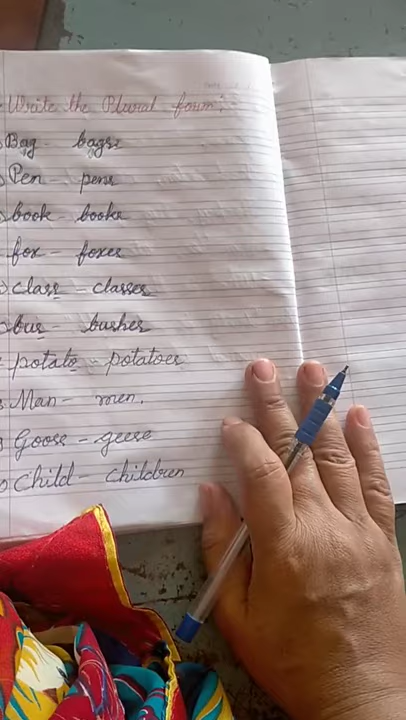 Write the Plural form:
Bag - bags
Pen - pens
book - books
fox - foxes
class - classes
bus - bushes
potato - potatoes
Man - men.
Goose - geese
Child - children